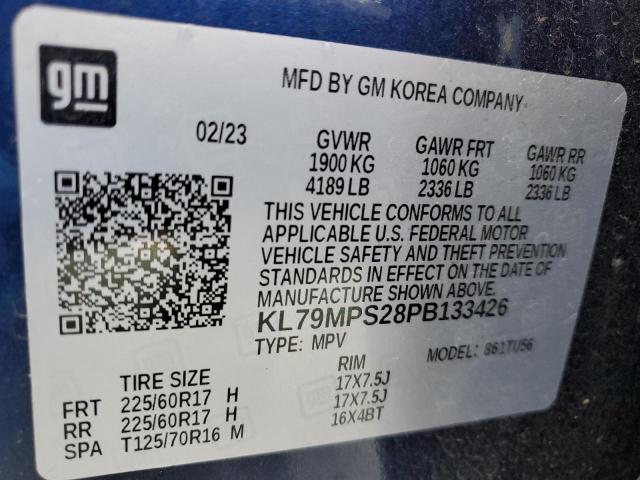 gm
MFD BY GM KOREA COMPANY
02/23 GVWR GAWR FRT GAWR RR
1900 KG 1060 KG 1060 KG
4189 LB 2336 LB 2336 LB
THIS VEHICLE CONFORMS TO ALL
APPLICABLE U.S. FEDERAL MOTOR
VEHICLE SAFETY AND THEFT PREVENTION
STANDARDS IN EFFECT ON THE DATE OF
MANUFACTURE SHOWN ABOVE.
KL79MPS28PB133426
TYPE: MPV MODEL: 861TU56
TIRE SIZE RIM
FRT 225/60R17 H 17X7.5J
RR 225/60R17 H 17X7.5J
SPA T125/70R16 M 16X4BT